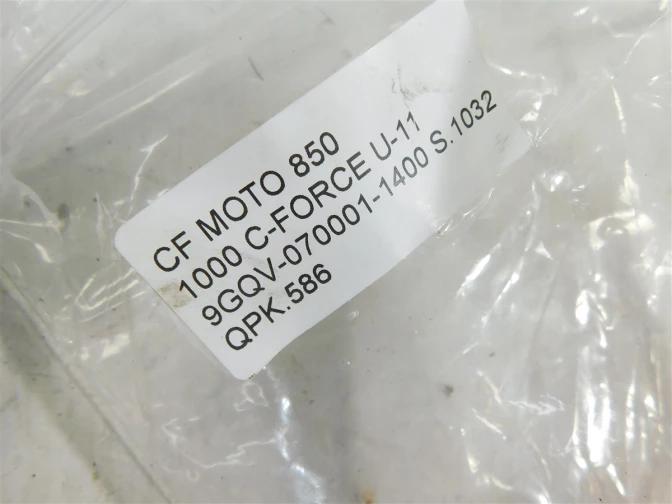 CF MOTO 850
1000 C-FORCE U-11
9GQV-070001-1400 S.1032
QPK.586